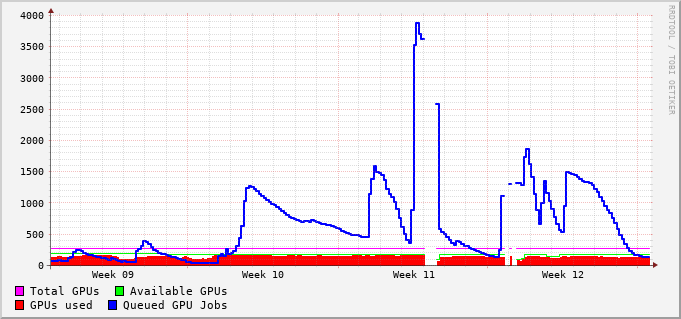 4000
3500
3000
2500
2000
1500
1000
500
0
Week 09 Week 10 Week 11 Week 12
Total GPUs Available GPUs
GPUs used Queued GPU Jobs
RRDTOOL / TOBI OETIKER